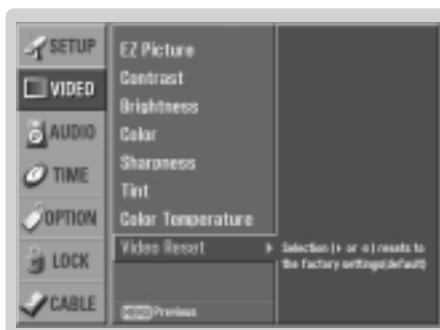 SETUP
VIDEO
AUDIO
TIME
OPTION
LOCK
CABLE
EZ Picture
Contrast
Brightness
Color
Sharpness
Tint
Color Temperature
Video Reset
Selection (▸ or ⊙) resets to
the factory settings(default)
MENU Previous